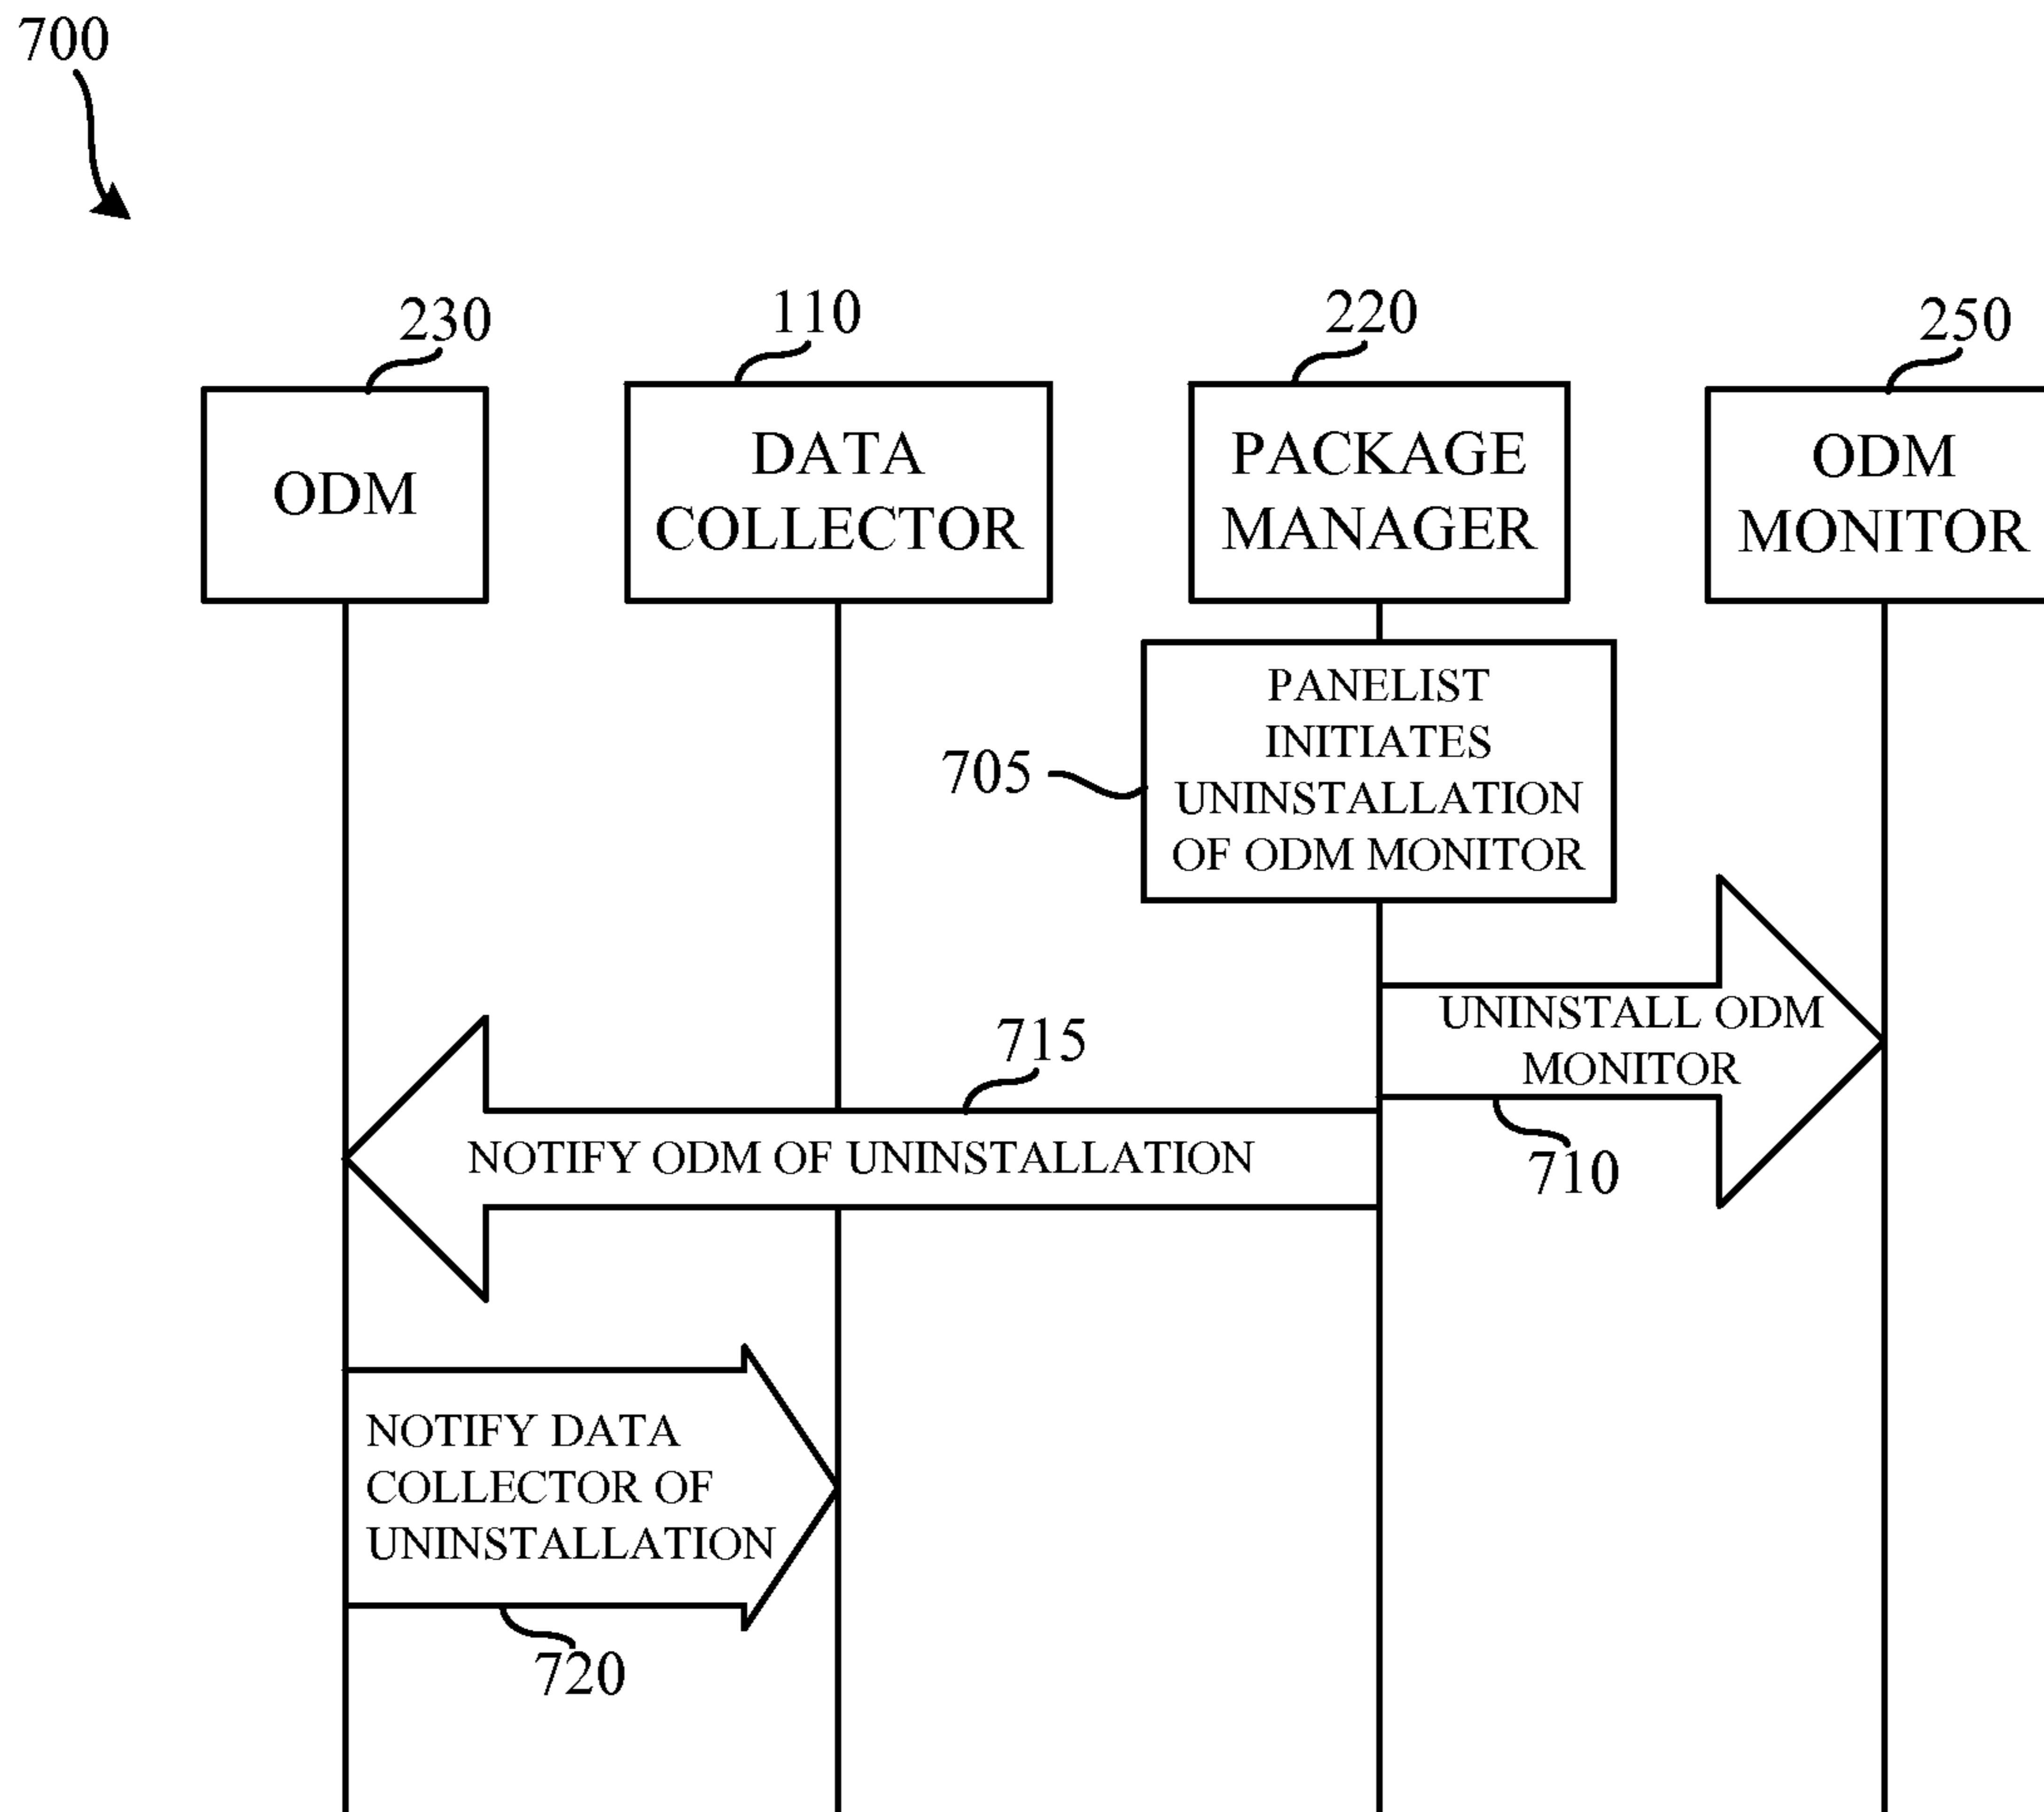 700
230
110
220
250
ODM
DATA
COLLECTOR
PACKAGE
MANAGER
ODM
MONITOR
705
PANELIST
INITIATES
UNINSTALLATION
OF ODM MONITOR
UNINSTALL ODM
MONITOR
710
715
NOTIFY ODM OF UNINSTALLATION
NOTIFY DATA
COLLECTOR OF
UNINSTALLATION
720